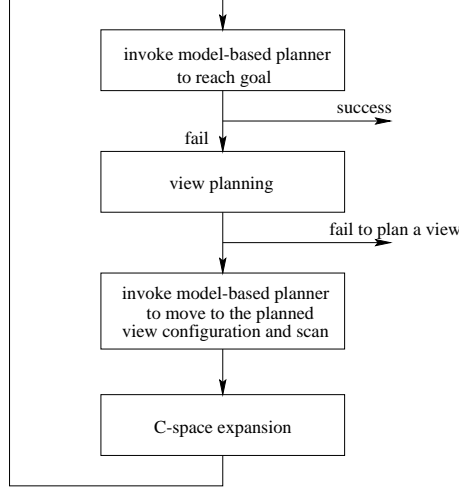 invoke model-based planner
to reach goal
success
fail
view planning
fail to plan a view
invoke model-based planner
to move to the planned
view configuration and scan
C-space expansion